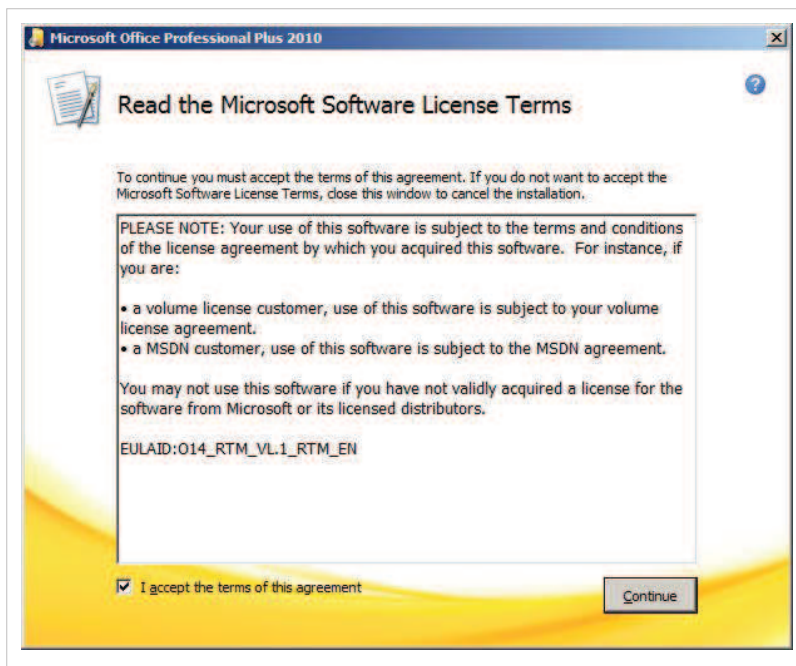 Microsoft Office Professional Plus 2010
Read the Microsoft Software License Terms
To continue you must accept the terms of this agreement. If you do not want to accept the
Microsoft Software License Terms, close this window to cancel the installation.
PLEASE NOTE: Your use of this software is subject to the terms and conditions
of the license agreement by which you acquired this software.  For instance, if
you are:
• a volume license customer, use of this software is subject to your volume
license agreement.
• a MSDN customer, use of this software is subject to the MSDN agreement.
You may not use this software if you have not validly acquired a license for the
software from Microsoft or its licensed distributors.
EULAID:O14_RTM_VL.1_RTM_EN
I accept the terms of this agreement
Continue